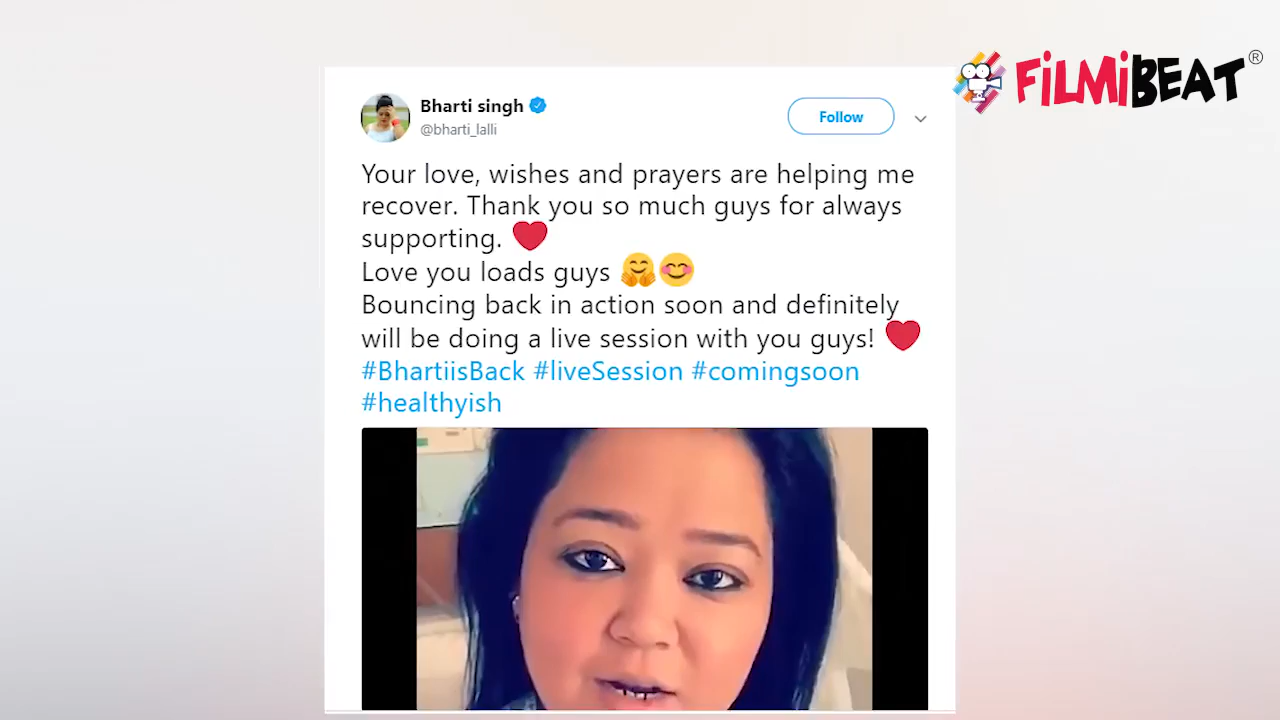 FiLMiBEAT®
Bharti singh
Follow
@bharti_lalli
Your love, wishes and prayers are helping me
recover. Thank you so much guys for always
supporting. ❤️
Love you loads guys 🤗😊
Bouncing back in action soon and definitely
will be doing a live session with you guys! ❤️
#BhartiisBack #liveSession #comingsoon
#healthyish